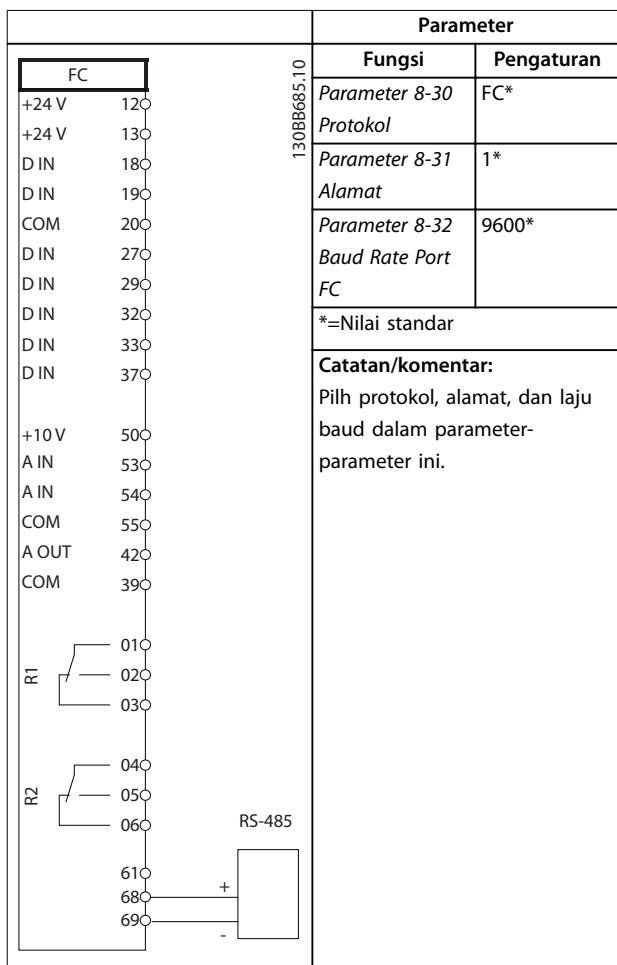 FC
130BB685.10
+24 V 12
+24 V 13
D IN 18
D IN 19
COM 20
D IN 27
D IN 29
D IN 32
D IN 33
D IN 37
+10 V 50
A IN 53
A IN 54
COM 55
A OUT 42
COM 39
R1
01
02
03
R2
04
05
06
RS-485
61
68 +
69 -
Parameter
Fungsi Pengaturan
Parameter 8-30 FC*
Protokol
Parameter 8-31 1*
Alamat
Parameter 8-32 9600*
Baud Rate Port
FC
*=Nilai standar
Catatan/komentar:
Pilh protokol, alamat, dan laju
baud dalam parameter-
parameter ini.